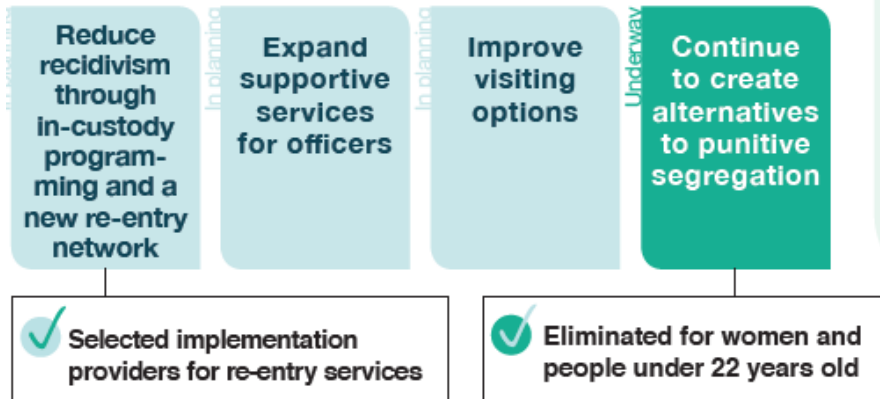 In planning
Reduce
recidivism
through
in-custody
program-
ming and a
new re-entry
network
In planning
Expand
supportive
services
for officers
In planning
Improve
visiting
options
Underway
Continue
to create
alternatives
to punitive
segregation
Selected implementation
providers for re-entry services
Eliminated for women and
people under 22 years old